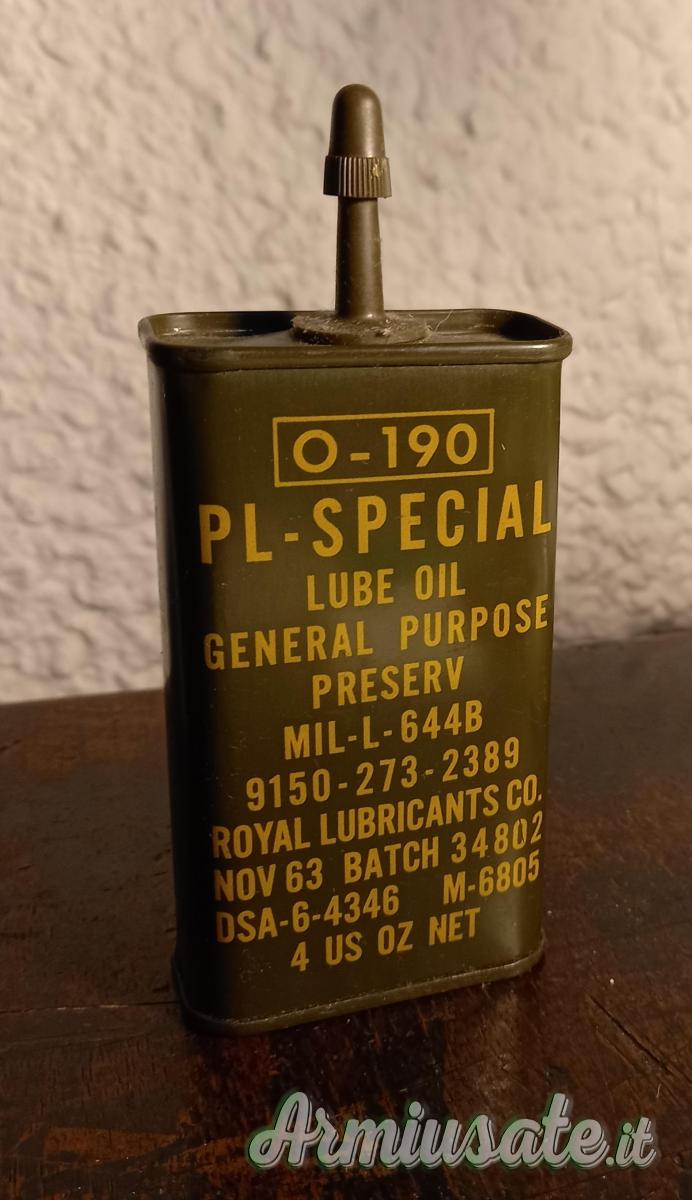 O-190
PL-SPECIAL
LUBE OIL
GENERAL PURPOSE
PRESERV
MIL-L-644B
9150-273-2389
ROYAL LUBRICANTS CO.
NOV 63 BATCH 34802
DSA-6-4346 M-6805
4 US OZ NET
Armiusate.it